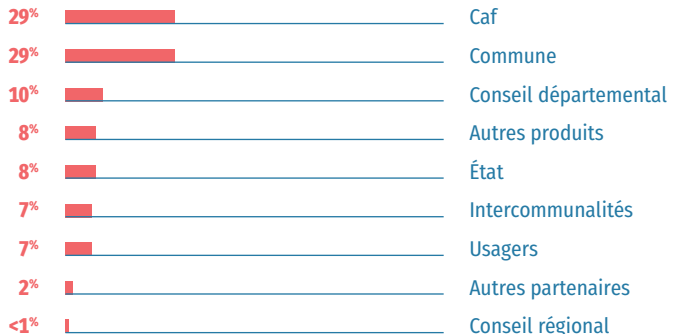 29% Caf
29% Commune
10% Conseil départemental
8% Autres produits
8% État
7% Intercommunalités
7% Usagers
2% Autres partenaires
<1% Conseil régional